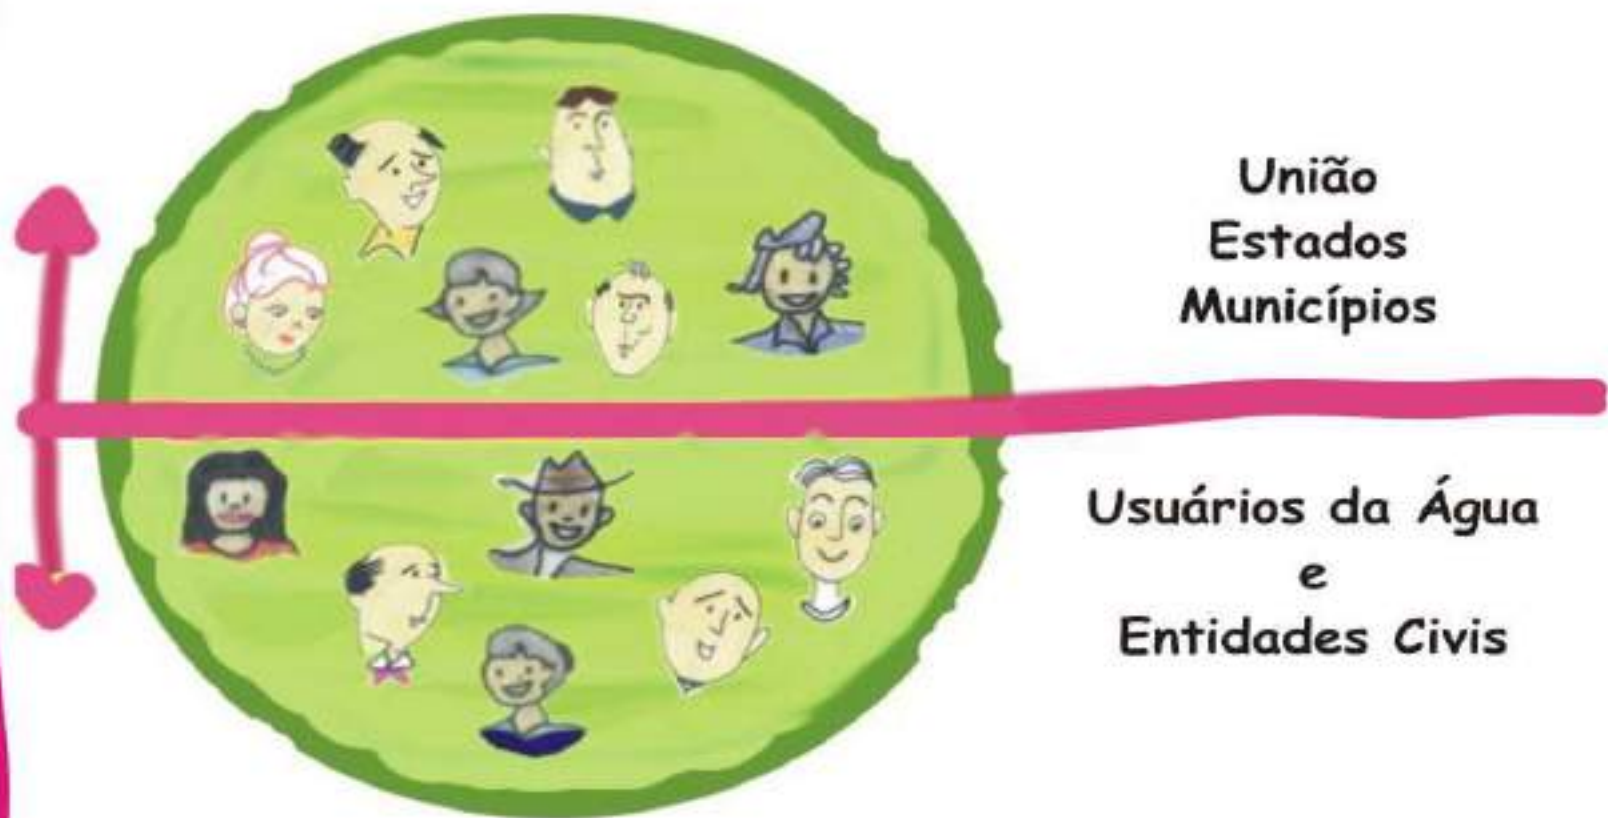 União
Estados
Municípios
Usuários da Água
e
Entidades Civis